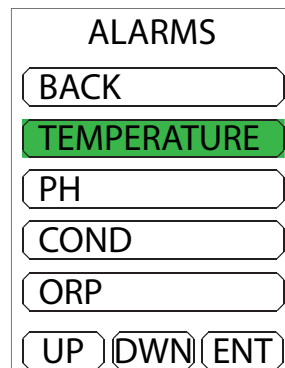 ALARMS
BACK
TEMPERATURE
PH
COND
ORP
UP DWN ENT